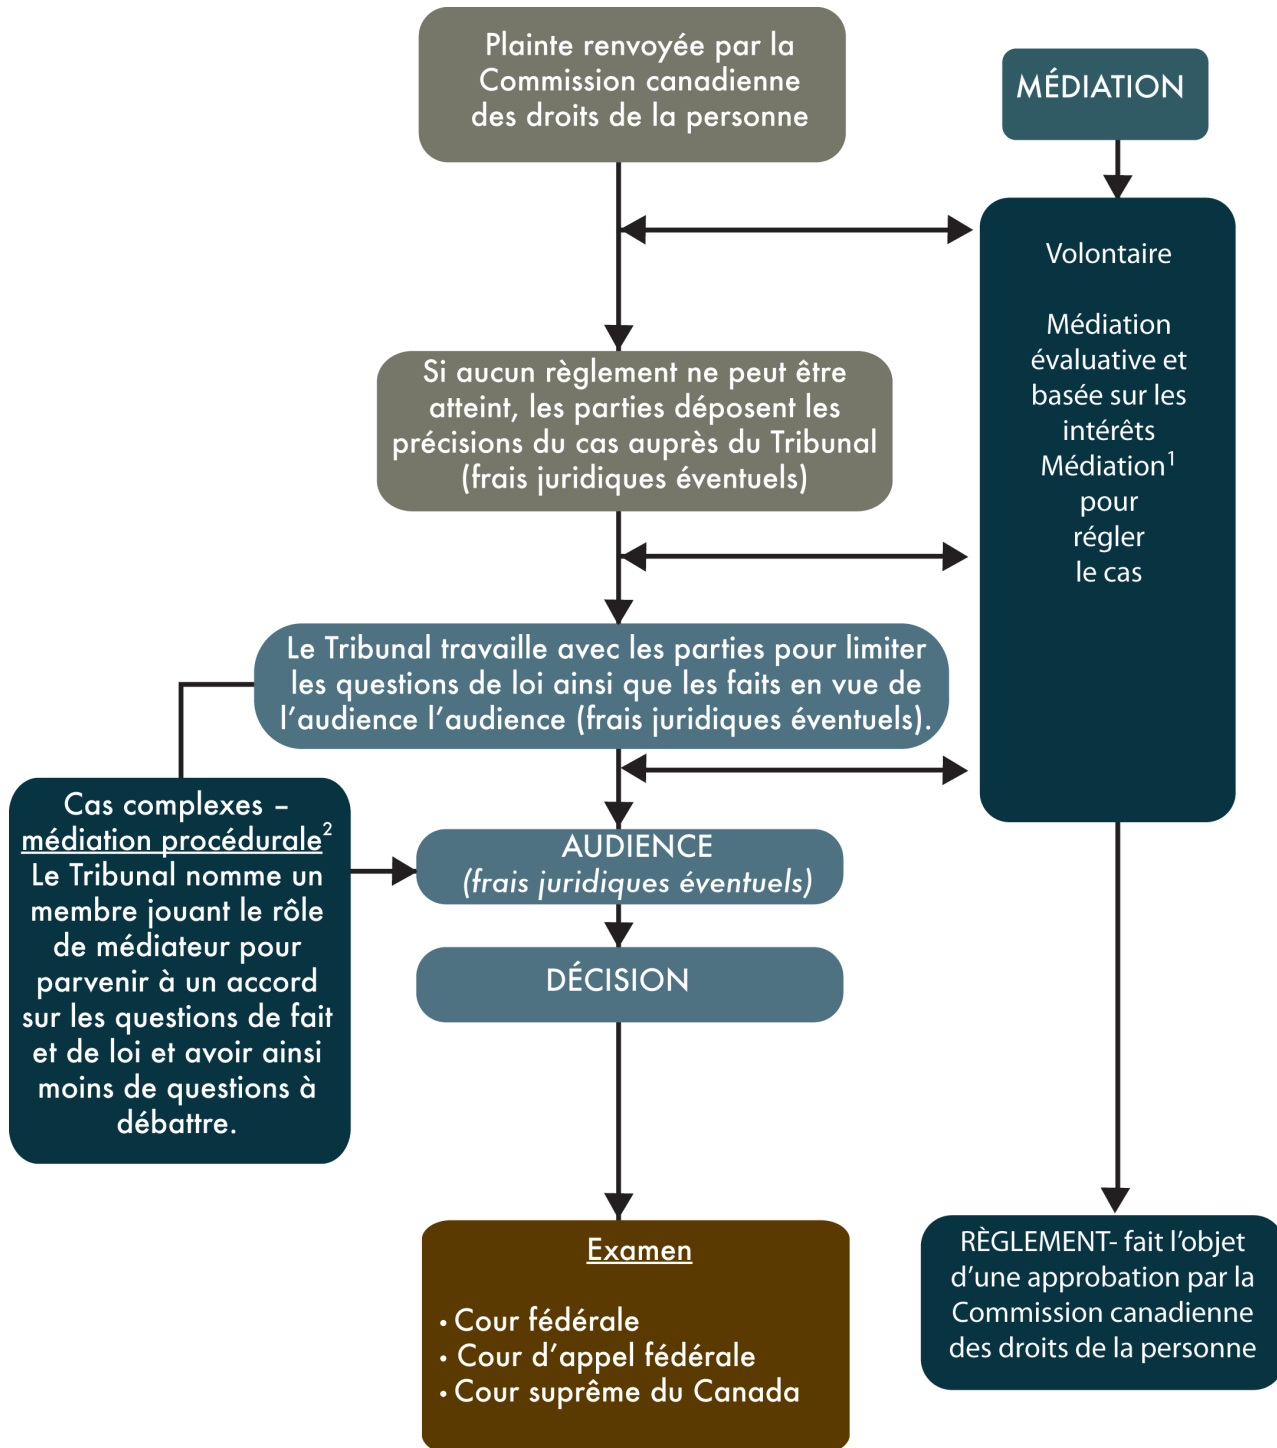 Plainte renvoyée par la
Commission canadienne
des droits de la personne
MÉDIATION
Volontaire
Médiation
évaluative et
basée sur les
intérêts
Médiation¹
pour
régler
le cas
Si aucun règlement ne peut être
atteint, les parties déposent les
précisions du cas auprès du Tribunal
(frais juridiques éventuels)
Le Tribunal travaille avec les parties pour limiter
les questions de loi ainsi que les faits en vue de
l’audience l’audience (frais juridiques éventuels).
Cas complexes –
médiation procédurale²
Le Tribunal nomme un
membre jouant le rôle
de médiateur pour
parvenir à un accord
sur les questions de fait
et de loi et avoir ainsi
moins de questions à
débattre.
AUDIENCE
(frais juridiques éventuels)
DÉCISION
Examen
• Cour fédérale
• Cour d’appel fédérale
• Cour suprême du Canada
RÈGLEMENT- fait l’objet
d’une approbation par la
Commission canadienne
des droits de la personne